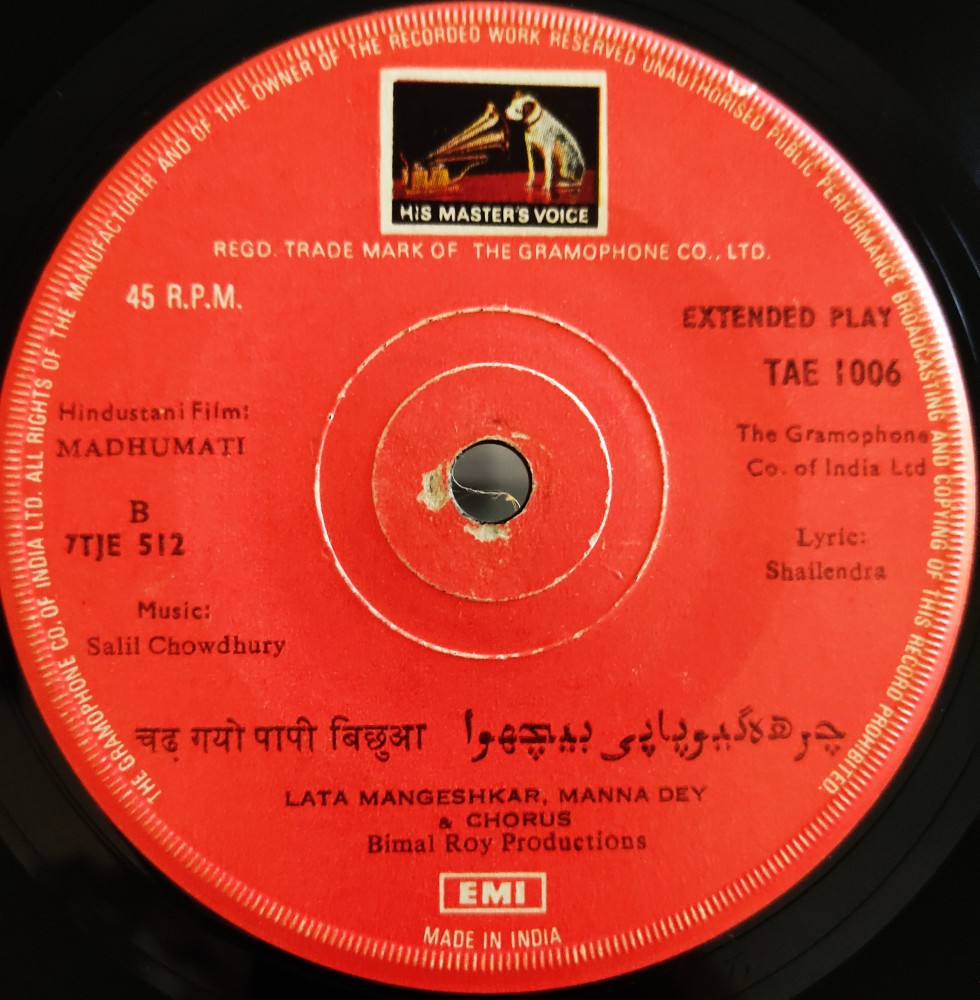 THE GRAMOPHONE CO. OF INDIA LTD. ALL RIGHTS OF THE MANUFACTURER AND OF THE OWNER OF THE RECORDED WORK RESERVED UNAUTHORISED PUBLIC PERFORMANCE BROADCASTING AND COPYING OF THIS RECORD PROHIBITED.
HIS MASTER'S VOICE
REGD. TRADE MARK OF THE GRAMOPHONE CO., LTD.
45 R.P.M.
EXTENDED PLAY
TAE 1006
Hindustani Film:
MADHUMATI
The Gramophone
Co. of India Ltd
B
7TJE 512
Lyric:
Shailendra
Music:
Salil Chowdhury
चढ़ गयो पापी बिछुआ چڑھ گیو پاپی بیچھوا
LATA MANGESHKAR, MANNA DEY
& CHORUS
Bimal Roy Productions
EMI
MADE IN INDIA